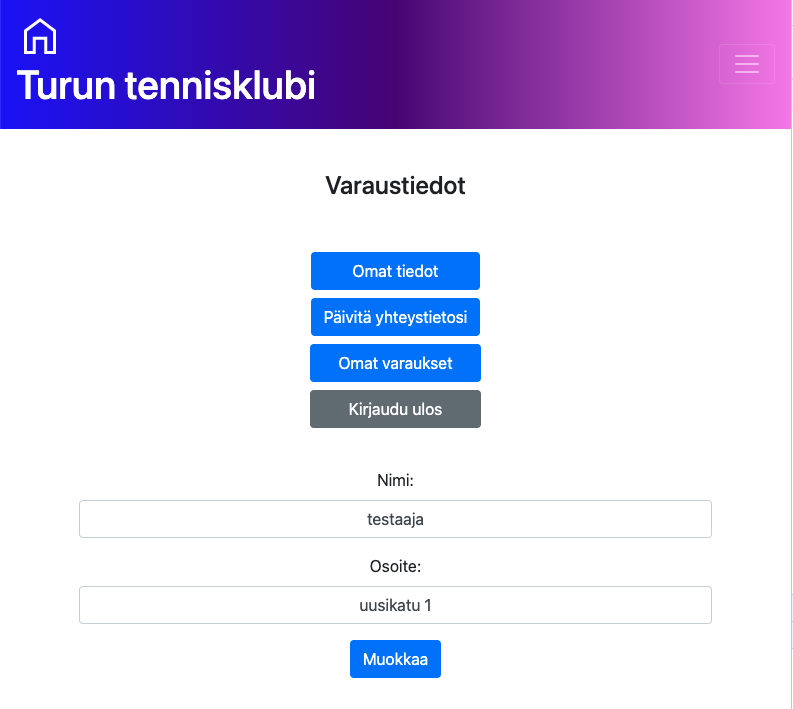 Turun tennisklubi
Varaustiedot
Omat tiedot
Päivitä yhteystietosi
Omat varaukset
Kirjaudu ulos
Nimi:
testaaja
Osoite:
uusikatu 1
Muokkaa